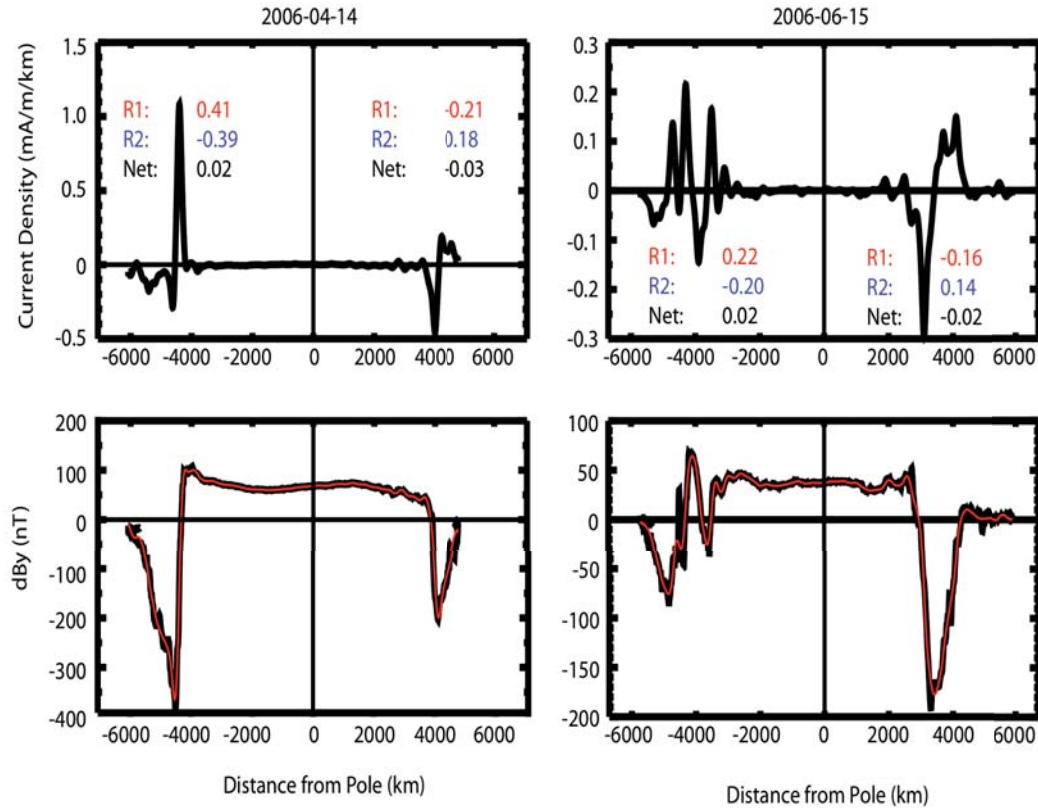 2006-04-14
2006-06-15
Current Density (mA/m/km)
1.5
1.0
0.5
0
-0.5
R1: 0.41
R2: -0.39
Net: 0.02
-0.21
R1:
R2: 0.18
Net: -0.03
-6000 -4000 -2000 0 2000 4000 6000
0.3
0.2
0.1
0
-0.1
-0.2
-0.3
R1: 0.22
R2: -0.20
Net: 0.02
R1: -0.16
R2: 0.14
Net: -0.02
-6000 -4000 -2000 0 2000 4000 6000
dBy (nT)
200
100
0
-100
-200
-300
-400
-6000 -4000 -2000 0 2000 4000 6000
Distance from Pole (km)
100
50
0
-50
-100
-150
-200
-6000 -4000 -2000 0 2000 4000 6000
Distance from Pole (km)